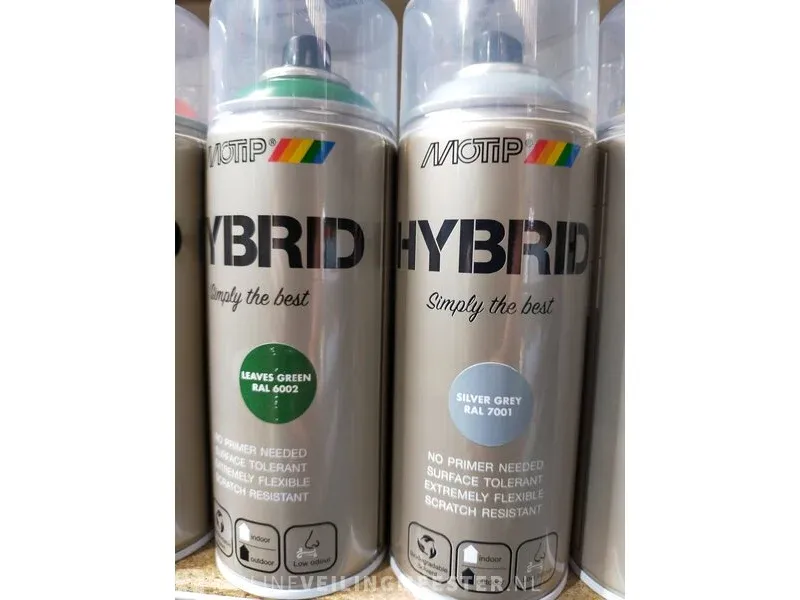 MOTIP®
YBRID
Simply the best
LEAVES GREEN
RAL 6002
NO PRIMER NEEDED
SURFACE TOLERANT
EXTREMELY FLEXIBLE
SCRATCH RESISTANT
indoor
outdoor
Low odour
MOTIP
HYBRID
Simply the best
SILVER GREY
RAL 7001
NO PRIMER NEEDED
SURFACE TOLERANT
EXTREMELY FLEXIBLE
SCRATCH RESISTANT
indoor